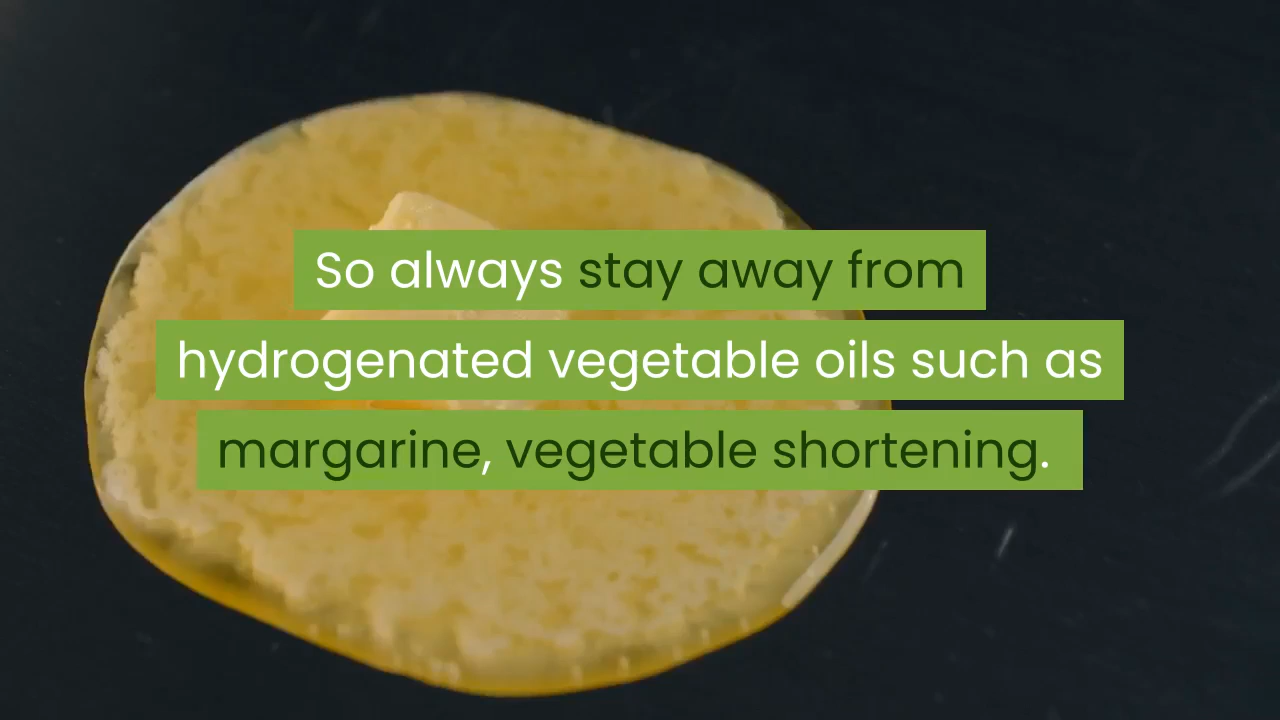 So always stay away from
hydrogenated vegetable oils such as
margarine, vegetable shortening.